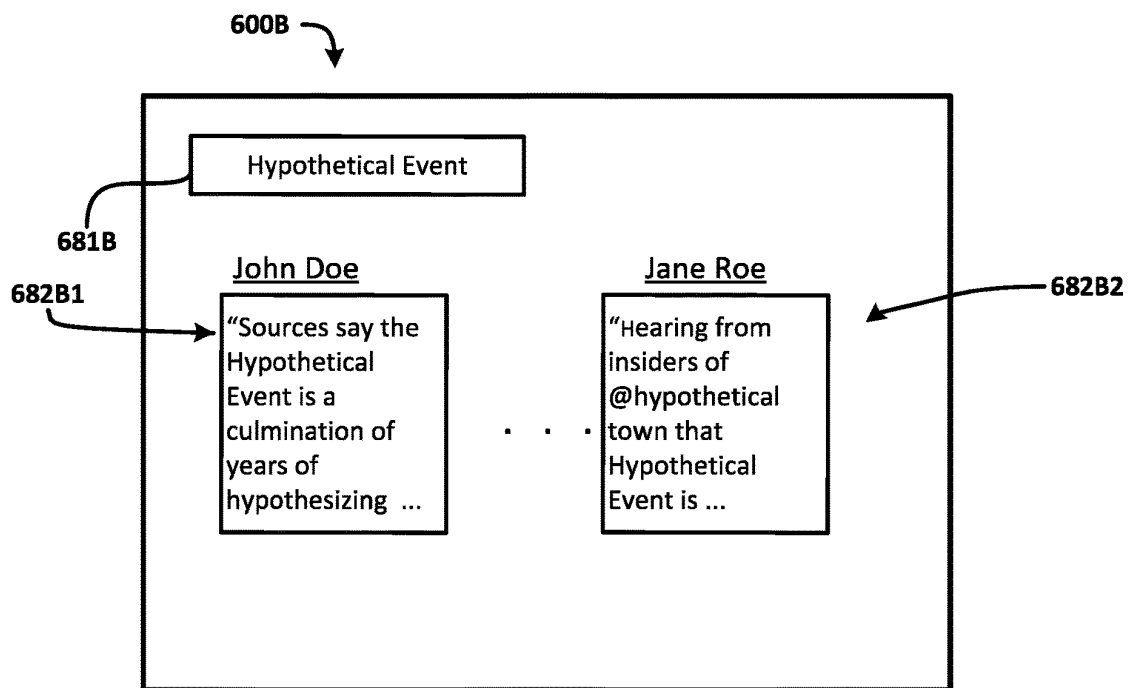 600B
Hypothetical Event
681B
John Doe
Jane Roe
682B1
682B2
“Sources say the
Hypothetical
Event is a
culmination of
years of
hypothesizing ...
. . .
“Hearing from
insiders of
@hypothetical
town that
Hypothetical
Event is ...